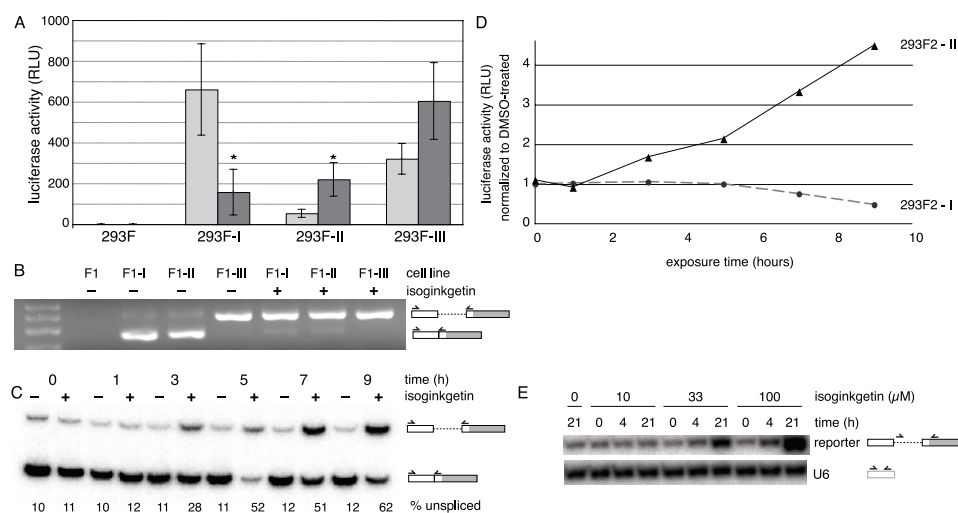 A
luciferase activity (RLU)
1000
800
600
400
200
0
*
*
293F
293F-I
293F-II
293F-III
B
F1 F1-I F1-II F1-III F1-I F1-II F1-III cell line
– – – – + + + isoginkgetin
C
0 1 3 5 7 9 time (h)
– + – + – + – + – + – + isoginkgetin
10 11 10 12 11 28 11 52 12 51 12 62 % unspliced
D
luciferase activity (RLU)
normalized to DMSO-treated
4
3
2
1
0
0 2 4 6 8 10
exposure time (hours)
293F2 - II
293F2 - I
E
0 10 33 100 isoginkgetin (µM)
21 0 4 21 0 4 21 0 4 21 time (h)
reporter
U6